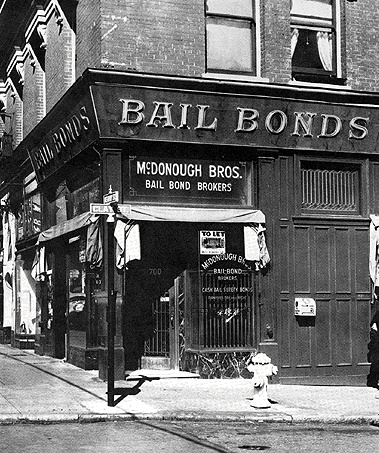 BAIL BONDS
BAIL BONDS
McDONOUGH BROS.
BAIL BOND BROKERS
TO LET
700
McDONOUGH BROS
BAIL BOND
BROKERS
CASH BAIL SURETY BONDS